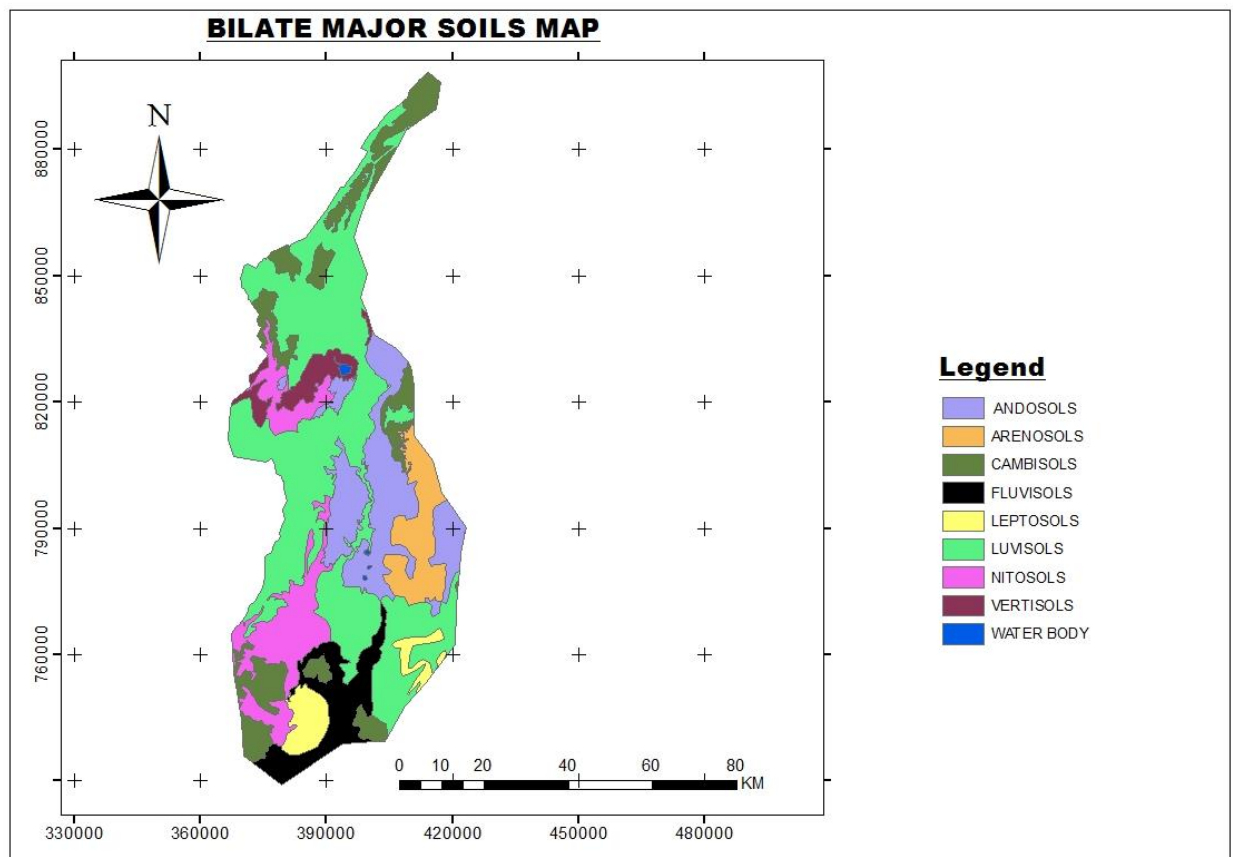 BILATE MAJOR SOILS MAP
N
880000
850000
820000
790000
760000
0 10 20 40 60 80
KM
330000 360000 390000 420000 450000 480000
Legend
ANDOSOLS
ARENOSOLS
CAMBISOLS
FLUVISOLS
LEPTOSOLS
LUVISOLS
NITOSOLS
VERTISOLS
WATER BODY